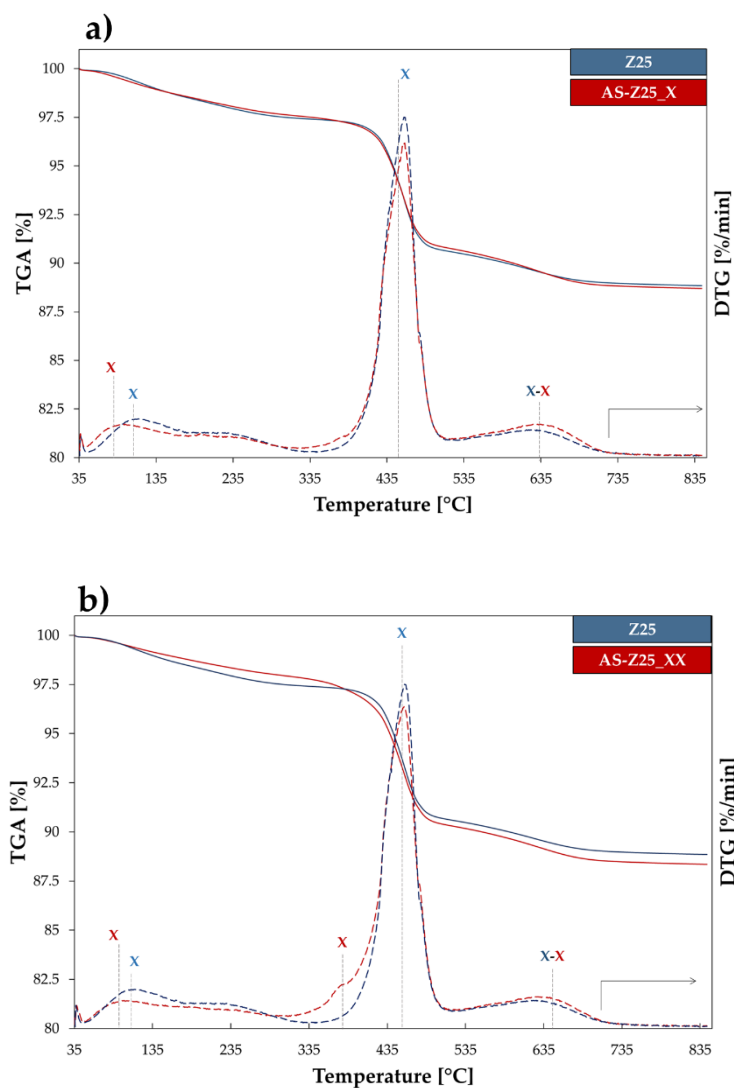 a)
X
Z25
AS-Z25_X
100
97.5
95
92.5
90
87.5
85
82.5
80
TGA [%]
DTG [%/min]
X
X
X-X
35 135 235 335 435 535 635 735 835
Temperature [°C]
b)
X
Z25
AS-Z25_XX
100
97.5
95
92.5
90
87.5
85
82.5
80
TGA [%]
DTG [%/min]
X
X
X
X-X
35 135 235 335 435 535 635 735 835
Temperature [°C]